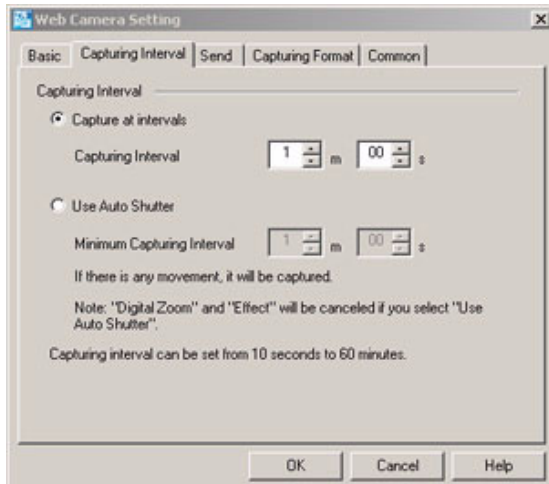 Web Camera Setting
Basic Capturing Interval Send Capturing Format Common
Capturing Interval
Capture at intervals
Capturing Interval 1 m 00 s
Use Auto Shutter
Minimum Capturing Interval 1 m 00 s
If there is any movement, it will be captured.
Note: "Digital Zoom" and "Effect" will be canceled if you select "Use
Auto Shutter".
Capturing interval can be set from 10 seconds to 60 minutes.
OK Cancel Help